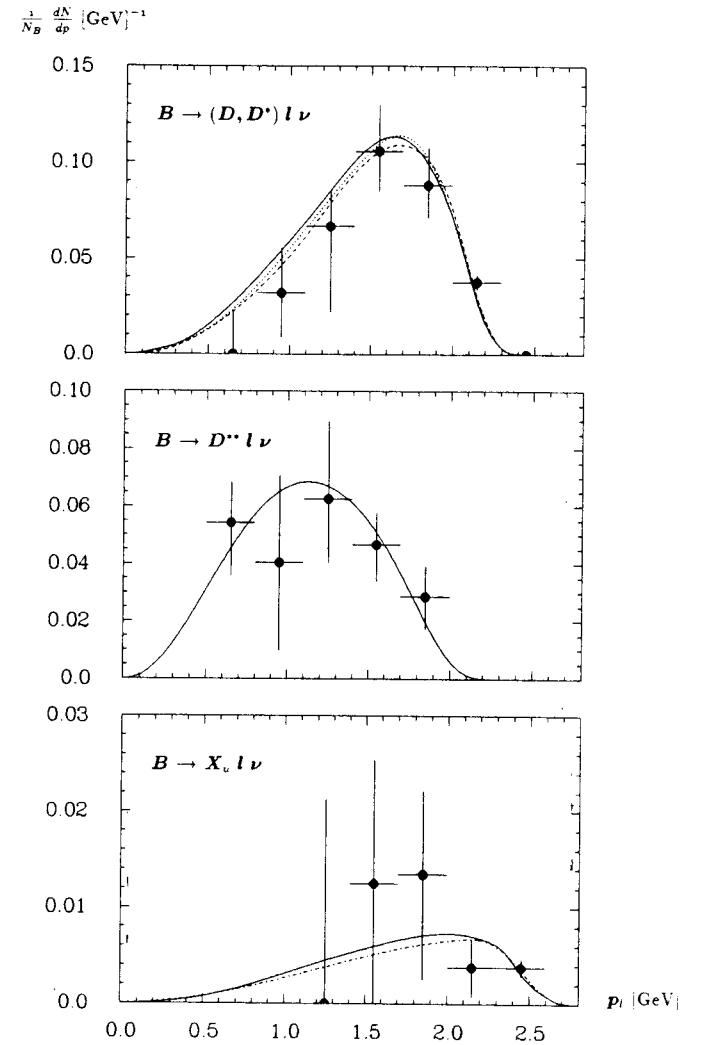 1/N_B dN/dp [GeV]⁻¹
0.15
B → (D, D*) l ν
0.10
0.05
0.0
0.10
B → D** l ν
0.08
0.06
0.04
0.02
0.0
0.03
B → X_u l ν
0.02
0.01
0.0
p_l [GeV]
0.0 0.5 1.0 1.5 2.0 2.5